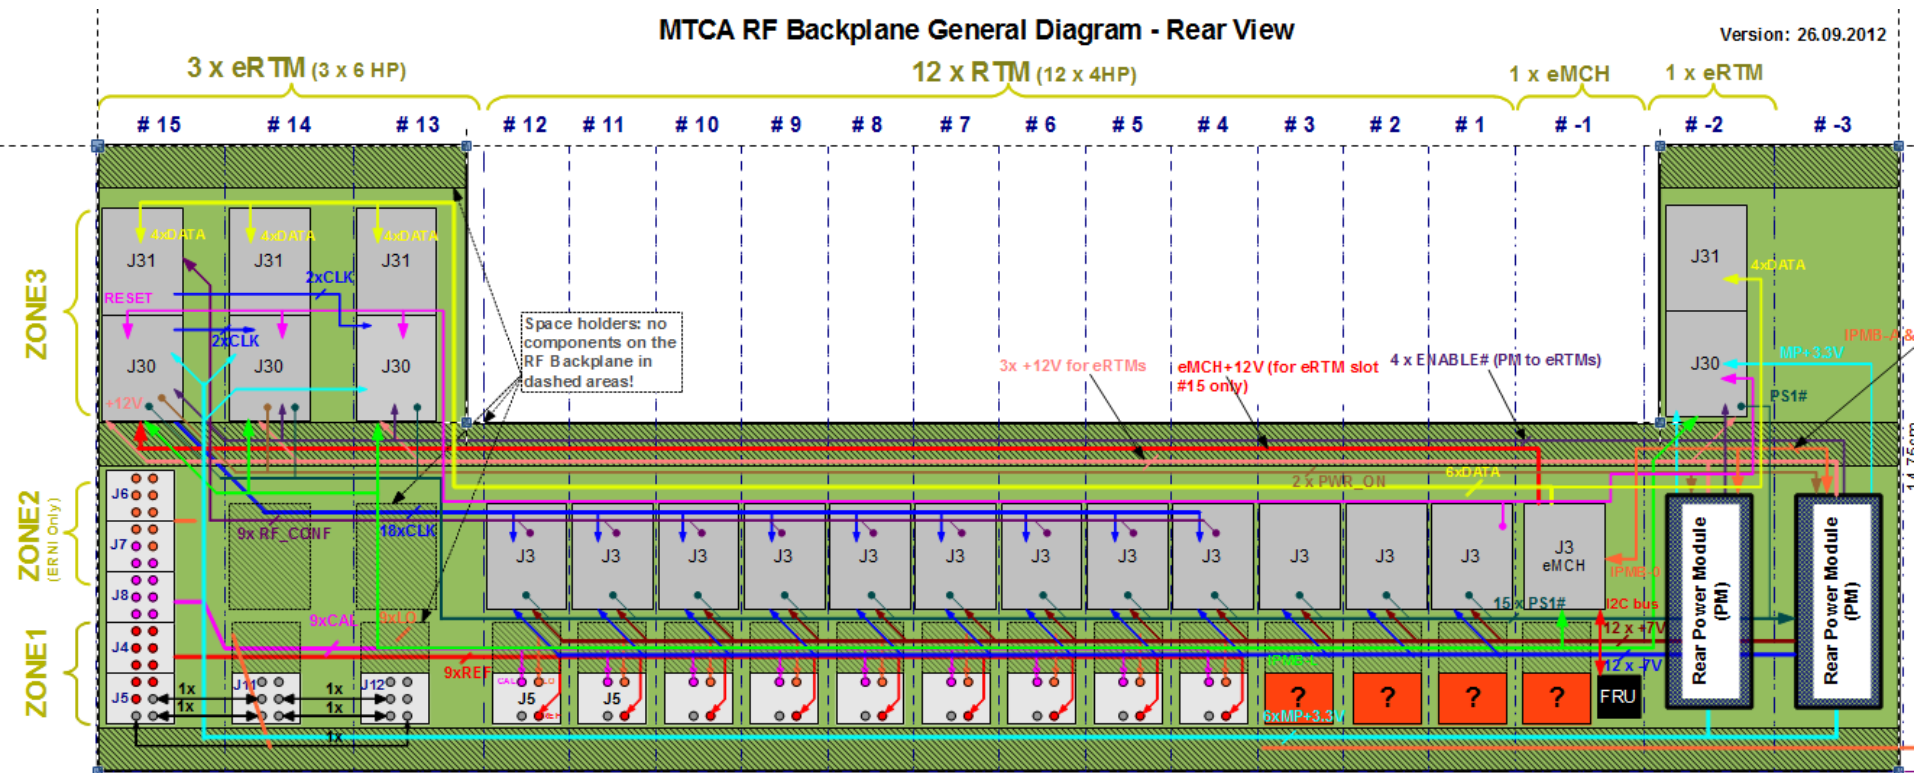 MTCA RF Backplane General Diagram - Rear View
Version: 26.09.2012
3 x eRTM (3 x 6 HP)
12 x RTM (12 x 4HP)
1 x eMCH
1 x eRTM
# 15
# 14
# 13
# 12
# 11
# 10
# 9
# 8
# 7
# 6
# 5
# 4
# 3
# 2
# 1
# -1
# -2
# -3
ZONE3
4xDATA
4xDATA
4xDATA
J31
J31
J31
2xCLK
RESET
2xCLK
J30
J30
J30
+12V
Space holders: no
components on the
RF Backplane in
dashed areas!
3x +12V for eRTMs
eMCH+12V (for eRTM slot
#15 only)
4 x ENABLE# (PM to eRTMs)
J31
4xDATA
J30
MP+3.3V
IPMB-A &
PS1#
14.75cm
ZONE2
(ERNI Only)
J6
J7
J8
9x RF_CONF
18xCLK
2 x PWR_ON
6xDATA
J3
J3
J3
J3
J3
J3
J3
J3
J3
J3
J3
J3
J3
eMCH
IPMB-0
15 x PS1#
I2C bus
12 x +7V
12 x -7V
Rear Power Module
(PM)
Rear Power Module
(PM)
ZONE1
J4
J5
9xCAL
9xLO
9xREF
IPMB-L
1x
1x
J11
1x
1x
J12
1x
CAL
LO
J5
REF
J5
?
?
?
?
FRU
6xMP+3.3V